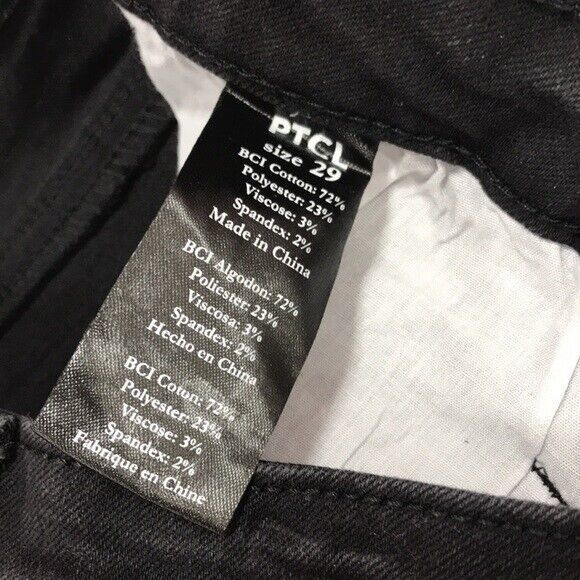 PTCL
size 29
BCI Cotton: 72%
Polyester: 23%
Viscose: 3%
Spandex: 2%
Made in China
BCI Algodon: 72%
Poliester: 23%
Viscosa: 3%
Spandex: 2%
Hecho en China
BCI Coton: 72%
Polyester: 23%
Viscose: 3%
Spandex: 2%
Fabrique en Chine